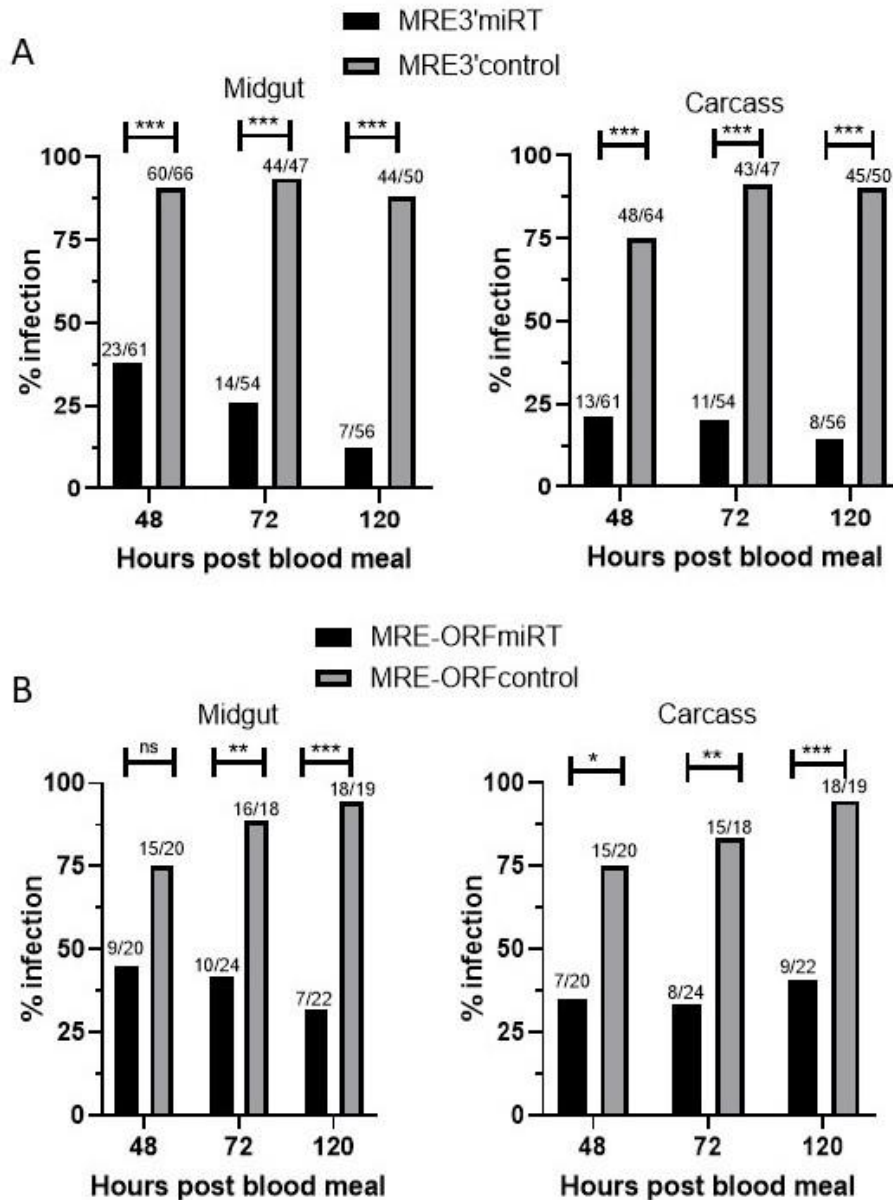 MRE3'miRT
MRE3'control
A
Midgut
*** *** ***
100
75
50
25
0
% infection
60/66 44/47 44/50
23/61 14/54 7/56
48 72 120
Hours post blood meal
Carcass
*** *** ***
100
75
50
25
0
% infection
48/64 43/47 45/50
13/61 11/54 8/56
48 72 120
Hours post blood meal
MRE-ORFmiRT
MRE-ORFcontrol
B
Midgut
ns ** ***
100
75
50
25
0
% infection
15/20 16/18 18/19
9/20 10/24 7/22
48 72 120
Hours post blood meal
Carcass
* ** ***
100
75
50
25
0
% infection
15/20 15/18 18/19
7/20 8/24 9/22
48 72 120
Hours post blood meal